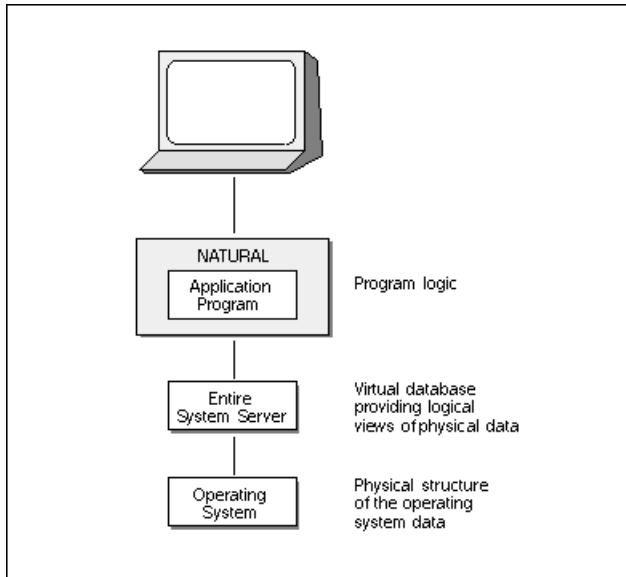 NATURAL
Application
Program
Program logic
Entire
System Server
Virtual database
providing logical
views of physical data
Operating
System
Physical structure
of the operating
system data